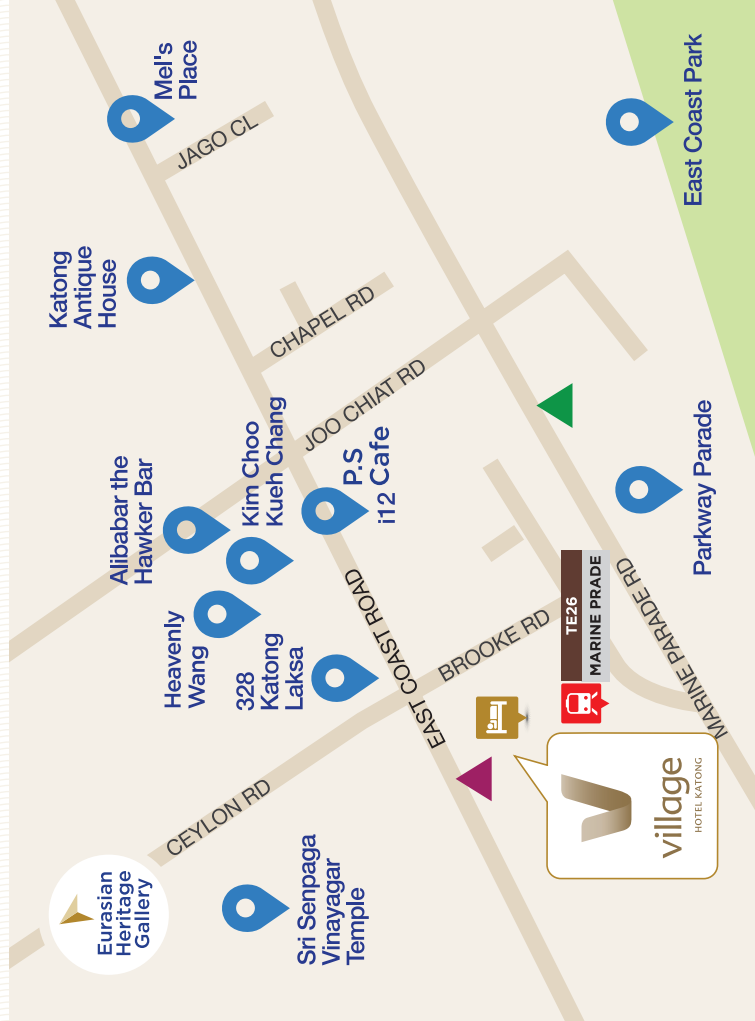 Eurasian
Heritage
Gallery
CEYLON RD
Sri Senpaga
Vinayagar
Temple
Heavenly
Wang
328
Katong
Laksa
Alibabar the
Hawker Bar
Kim Choo
Kueh Chang
P.S
i12 Cafe
Katong
Antique
House
Mel's
Place
JAGO CL
CHAPEL RD
JOO CHIAT RD
EAST COAST ROAD
BROOKE RD
TE26
MARINE PRADE
MARINE PARADE RD
village
HOTEL KATONG
Parkway Parade
East Coast Park